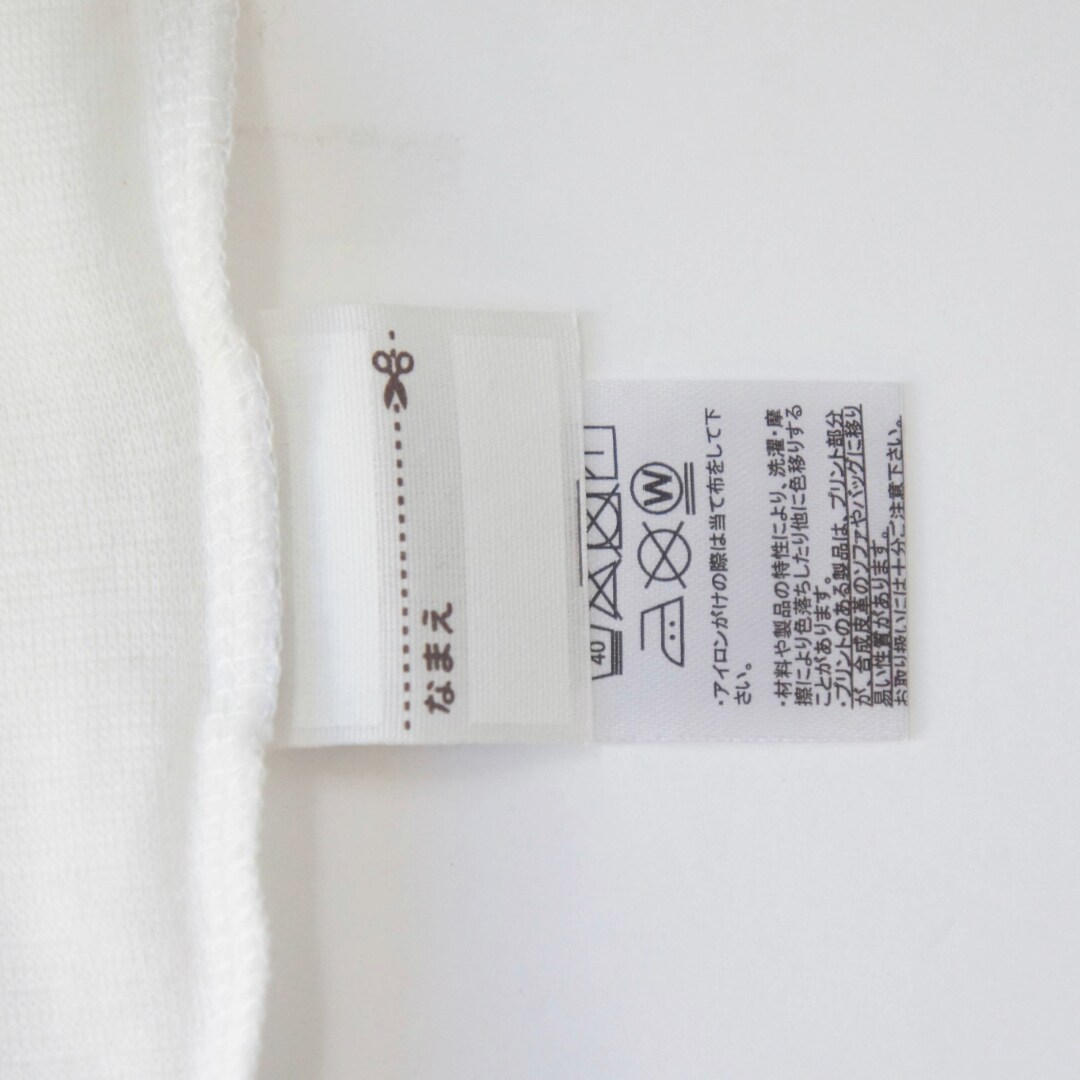 なまえ
40
W
・アイロンがけの際は当て布をして下
さい。
・材料や製品の特性により、洗濯・摩
擦により色落ちしたり他に色移りする
ことがあります。
・プリントのある製品は、プリント部分
が、合成皮革のソファやバッグに移り
易い性質があります。
お取り扱いには十分ご注意下さい。